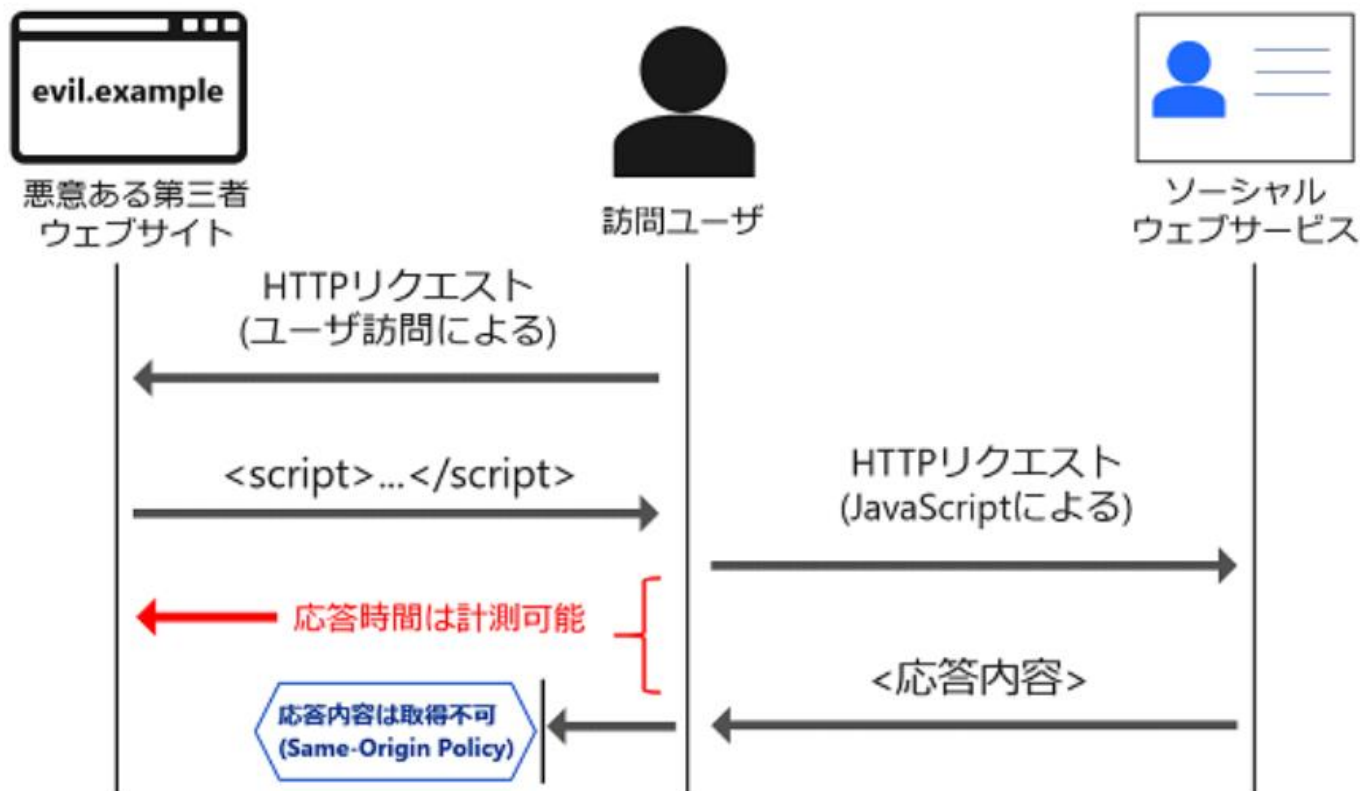 evil.example
悪意ある第三者
ウェブサイト
訪問ユーザ
ソーシャル
ウェブサービス
HTTPリクエスト
(ユーザ訪問による)
<script>...</script>
HTTPリクエスト
(JavaScriptによる)
応答時間は計測可能
<応答内容>
応答内容は取得不可
(Same-Origin Policy)